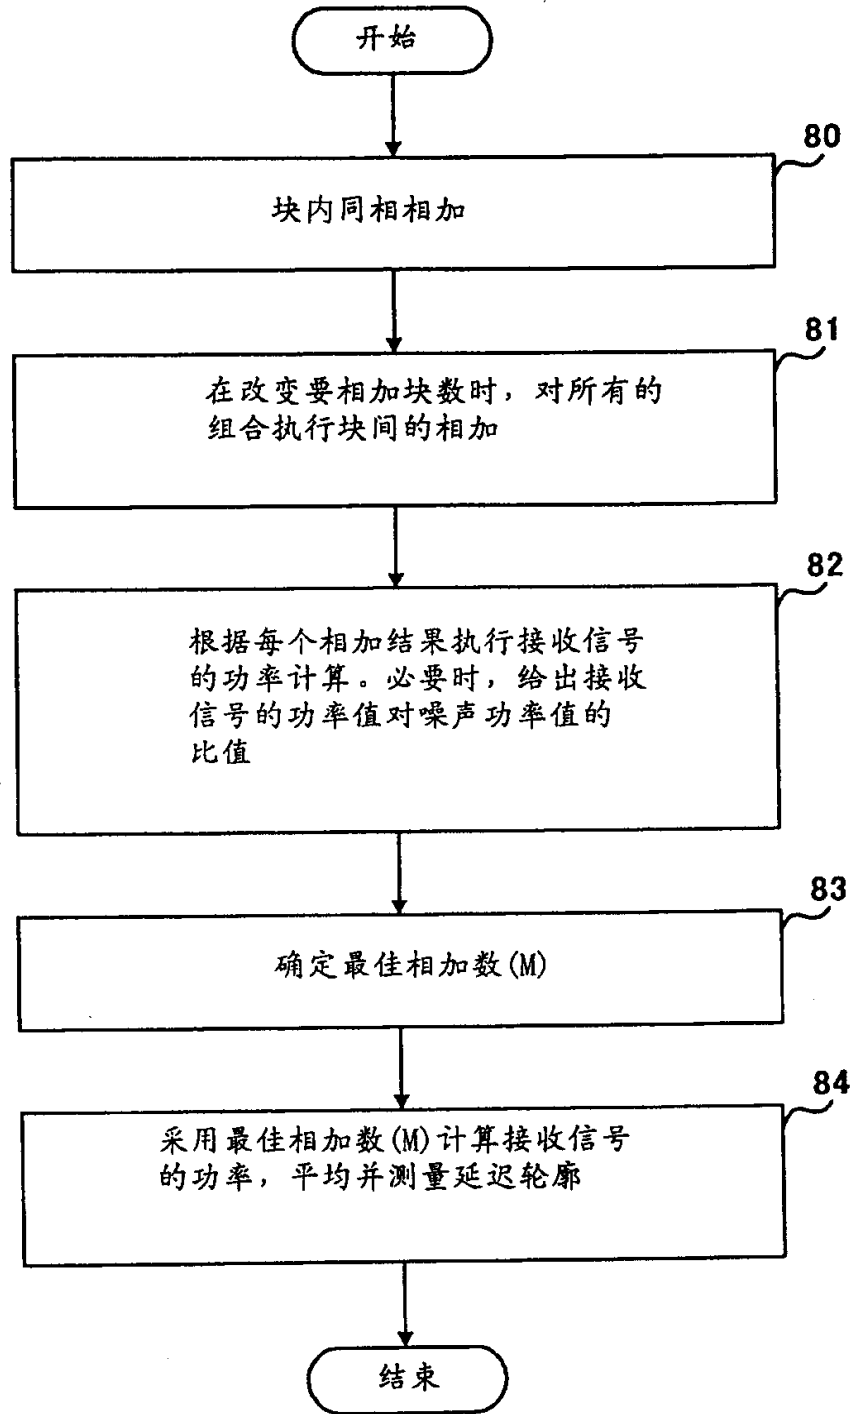 开始
80
块内同相相加
81
在改变要相加块数时，对所有的
组合执行块间的相加
82
根据每个相加结果执行接收信号
的功率计算。必要时，给出接收
信号的功率值对噪声功率值的
比值
83
确定最佳相加数(M)
84
采用最佳相加数(M)计算接收信号
的功率，平均并测量延迟轮廓
结束